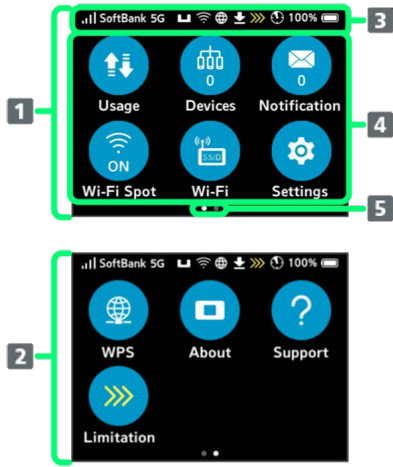 SoftBank 5G 100%
3
0
0
Usage Devices Notification
1
4
ON
SSID
Wi-Fi Spot Wi-Fi Settings
5
SoftBank 5G 100%
WPS About Support
2
Limitation